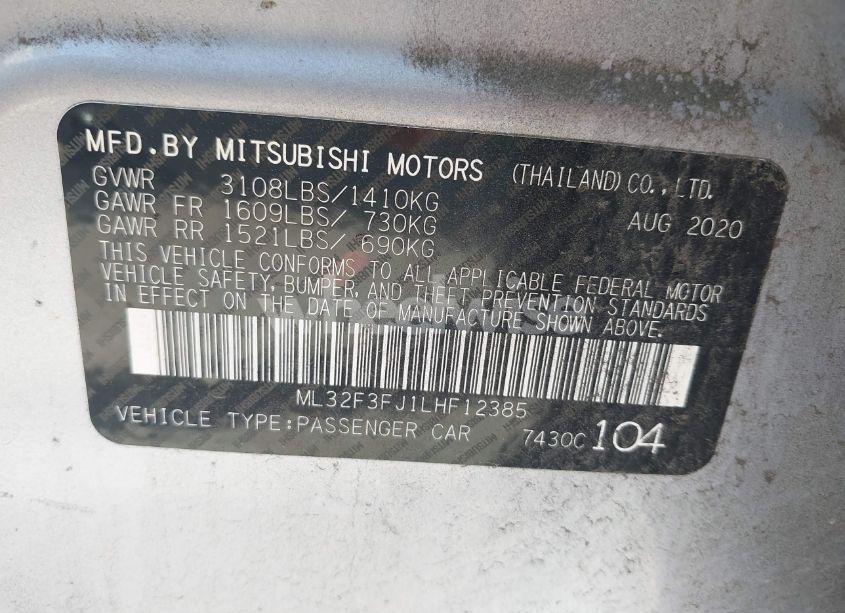 MFD.BY MITSUBISHI MOTORS (THAILAND) CO., LTD.
GVWR 3108LBS/1410KG
AUG 2020
GAWR FR 1609LBS/ 730KG
GAWR RR 1521LBS/ 690KG
THIS VEHICLE CONFORMS TO ALL APPLICABLE FEDERAL MOTOR
VEHICLE SAFETY, BUMPER, AND THEFT PREVENTION STANDARDS
IN EFFECT ON THE DATE OF MANUFACTURE SHOWN ABOVE.
ML32F3FJ1LHF12385
VEHICLE TYPE:PASSENGER CAR 7430C 104